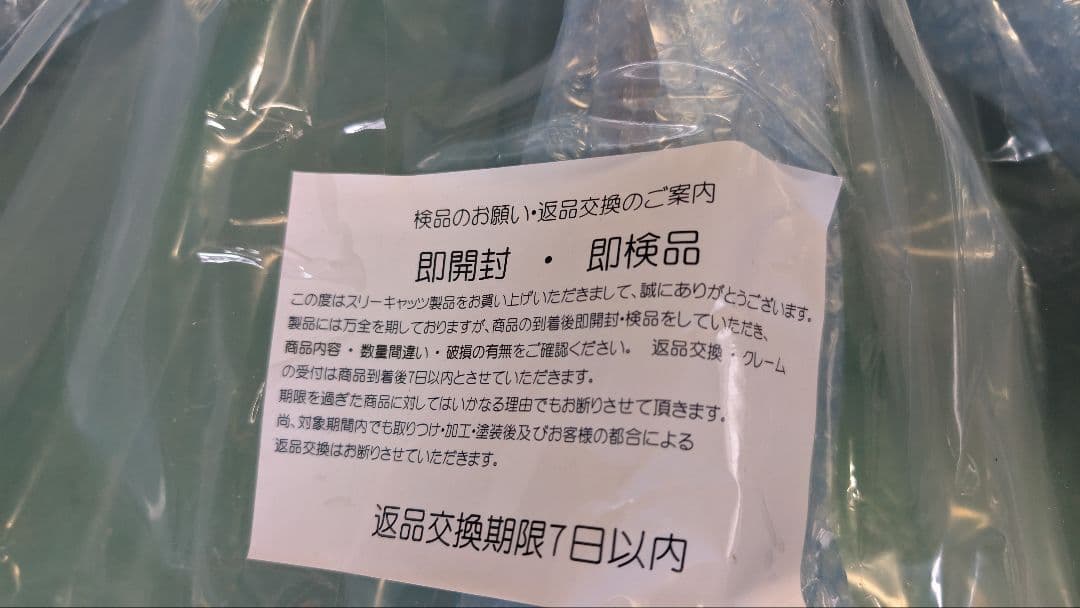 検品のお願い・返品交換のご案内
即開封 ・ 即検品
この度はスリーキャッツ製品をお買い上げいただきまして、誠にありがとうございます。
製品には万全を期しておりますが、商品の到着後即開封・検品をしていただき、
商品内容・数量間違い・破損の有無をご確認ください。 返品交換・クレーム
の受付は商品到着後7日以内とさせていただきます。
期限を過ぎた商品に対してはいかなる理由でもお断りさせて頂きます。
尚、対象期間内でも取りつけ・加工・塗装後及びお客様の都合による
返品交換はお断りさせていただきます。
返品交換期限7日以内